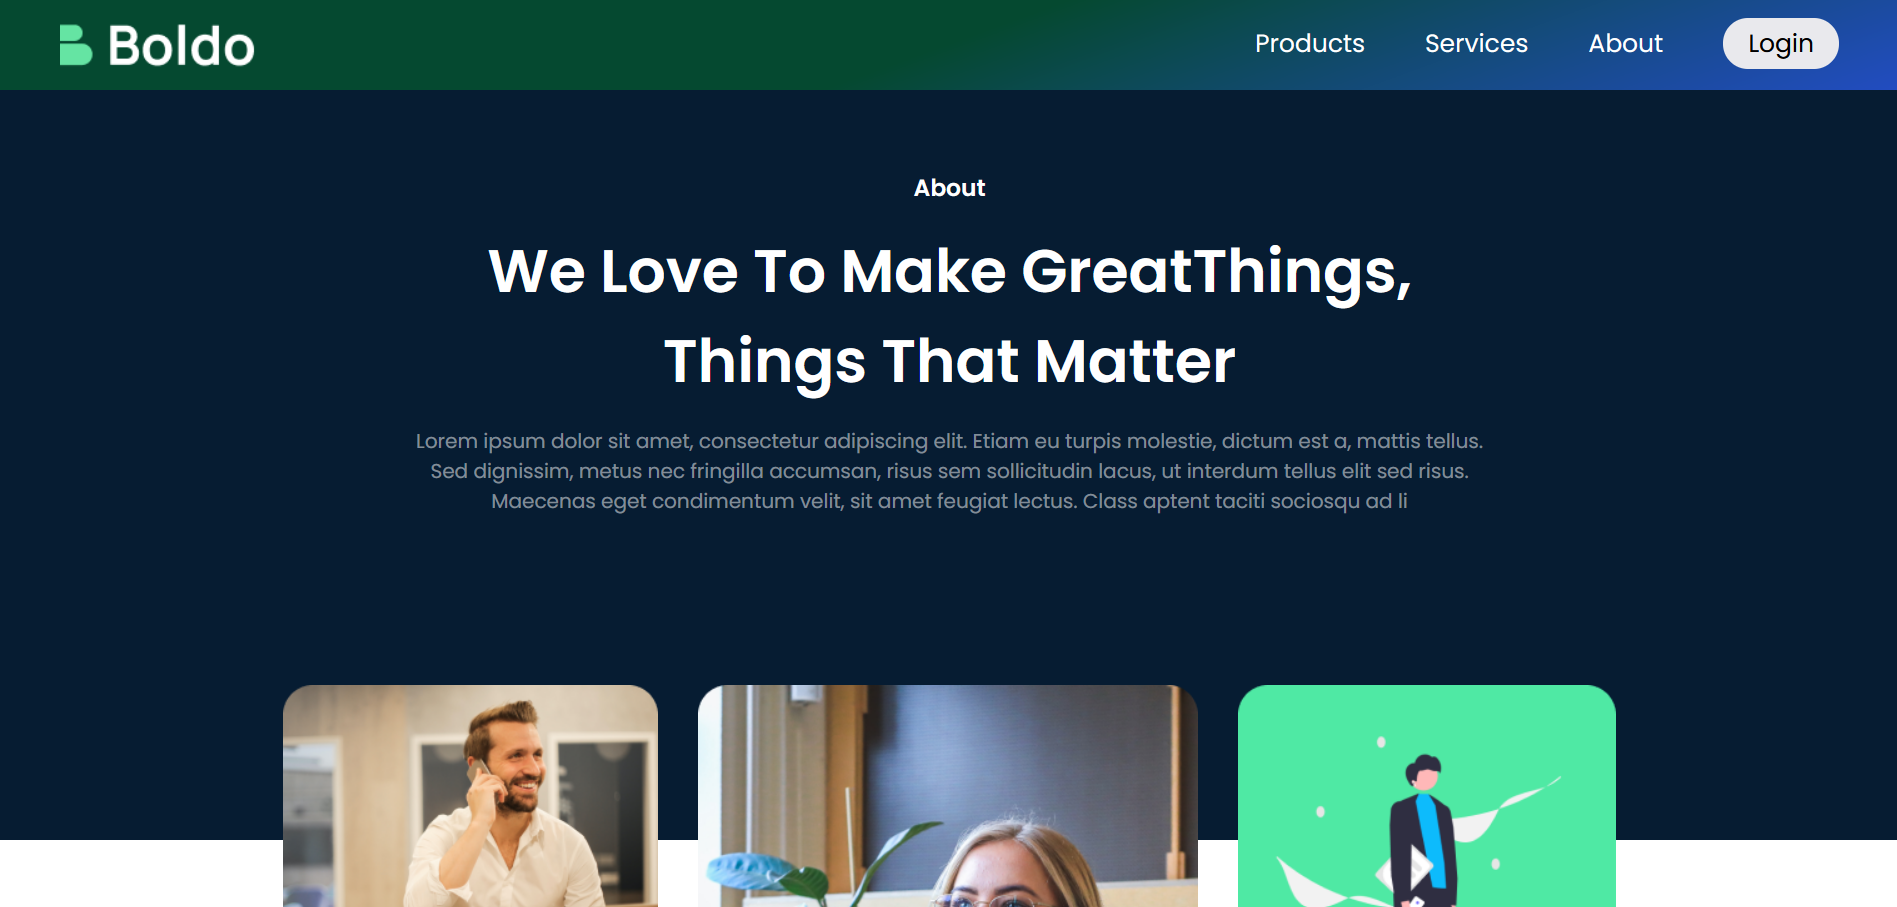 Boldo
Products Services About Login
About
We Love To Make GreatThings,
Things That Matter
Lorem ipsum dolor sit amet, consectetur adipiscing elit. Etiam eu turpis molestie, dictum est a, mattis tellus.
Sed dignissim, metus nec fringilla accumsan, risus sem sollicitudin lacus, ut interdum tellus elit sed risus.
Maecenas eget condimentum velit, sit amet feugiat lectus. Class aptent taciti sociosqu ad li